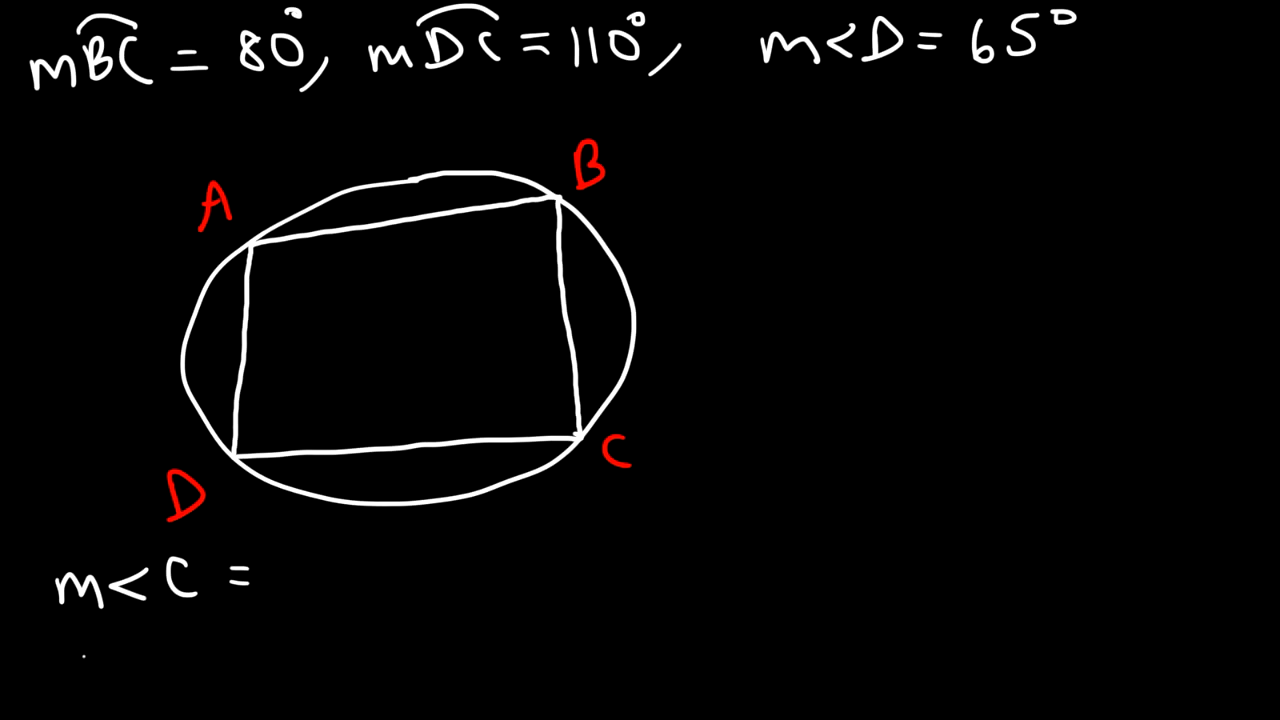 mBC = 80°, mDC = 110°, m<D = 65°
A
B
C
D
m<C =